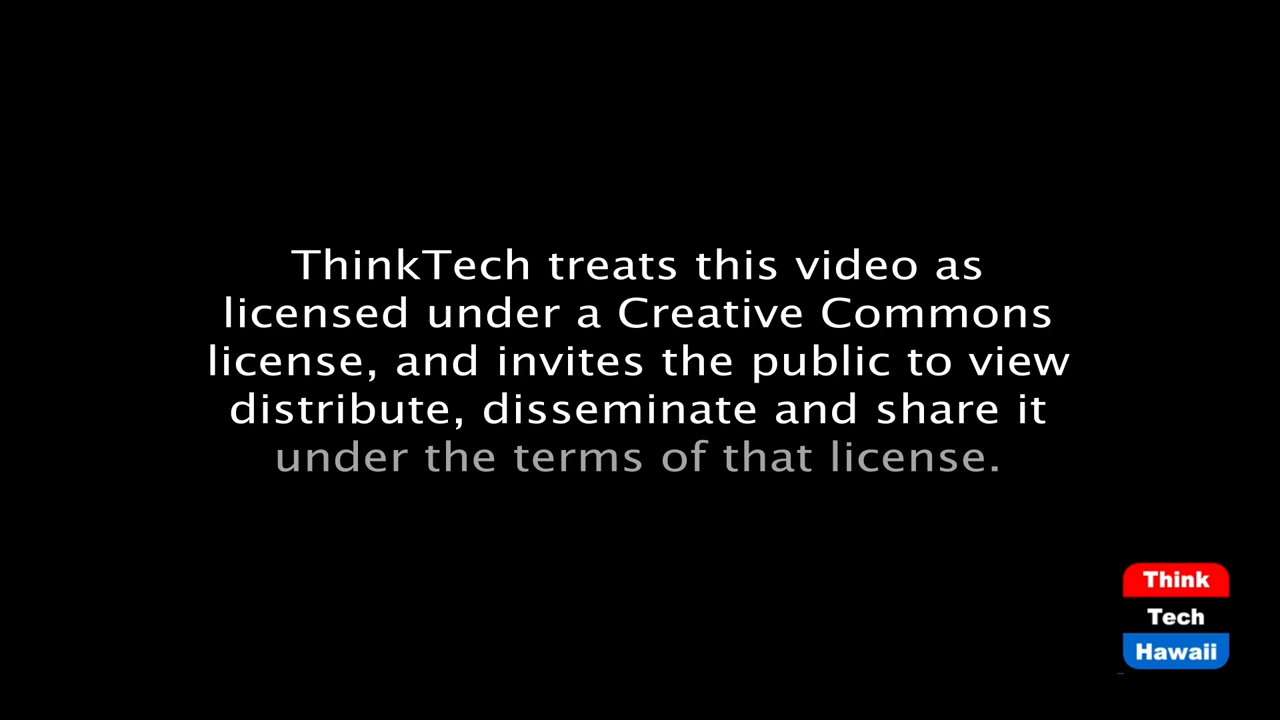 ThinkTech treats this video as
licensed under a Creative Commons
license, and invites the public to view
distribute, disseminate and share it
under the terms of that license.
Think
Tech
Hawaii